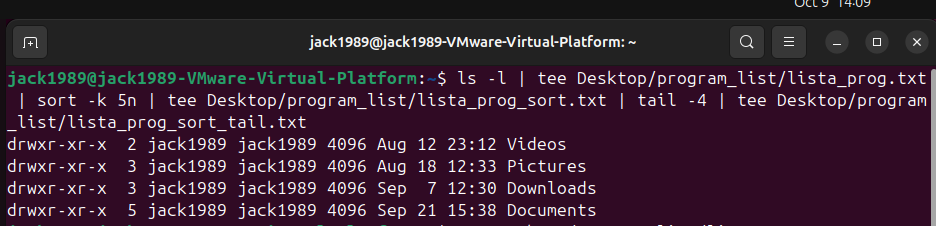 Oct 9 14:09
jack1989@jack1989-VMware-Virtual-Platform: ~
jack1989@jack1989-VMware-Virtual-Platform:~$ ls -l | tee Desktop/program_list/lista_prog.txt
| sort -k 5n | tee Desktop/program_list/lista_prog_sort.txt | tail -4 | tee Desktop/program
_list/lista_prog_sort_tail.txt
drwxr-xr-x  2 jack1989 jack1989 4096 Aug 12 23:12 Videos
drwxr-xr-x  3 jack1989 jack1989 4096 Aug 18 12:33 Pictures
drwxr-xr-x  3 jack1989 jack1989 4096 Sep  7 12:30 Downloads
drwxr-xr-x  5 jack1989 jack1989 4096 Sep 21 15:38 Documents